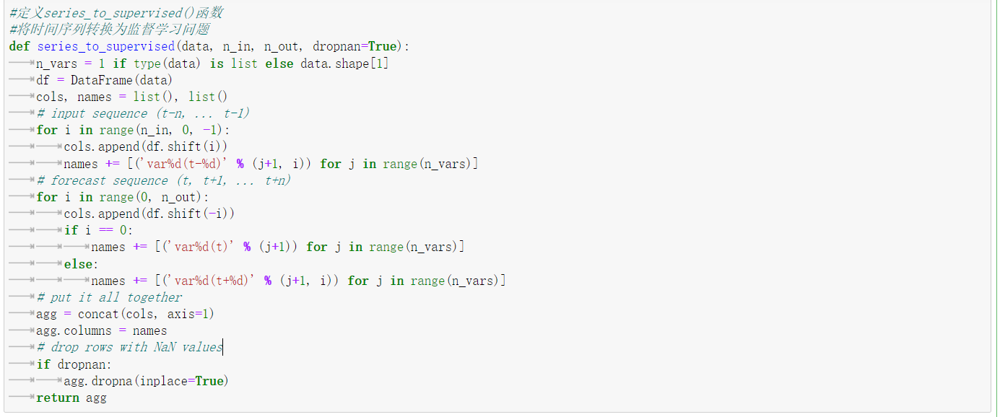 #定义series_to_supervised()函数
#将时间序列转换为监督学习问题
def series_to_supervised(data, n_in, n_out, dropnan=True):
	n_vars = 1 if type(data) is list else data.shape[1]
	df = DataFrame(data)
	cols, names = list(), list()
	# input sequence (t-n, ... t-1)
	for i in range(n_in, 0, -1):
		cols.append(df.shift(i))
		names += [('var%d(t-%d)' % (j+1, i)) for j in range(n_vars)]
	# forecast sequence (t, t+1, ... t+n)
	for i in range(0, n_out):
		cols.append(df.shift(-i))
		if i == 0:
			names += [('var%d(t)' % (j+1)) for j in range(n_vars)]
		else:
			names += [('var%d(t+%d)' % (j+1, i)) for j in range(n_vars)]
	# put it all together
	agg = concat(cols, axis=1)
	agg.columns = names
	# drop rows with NaN values
	if dropnan:
		agg.dropna(inplace=True)
	return agg